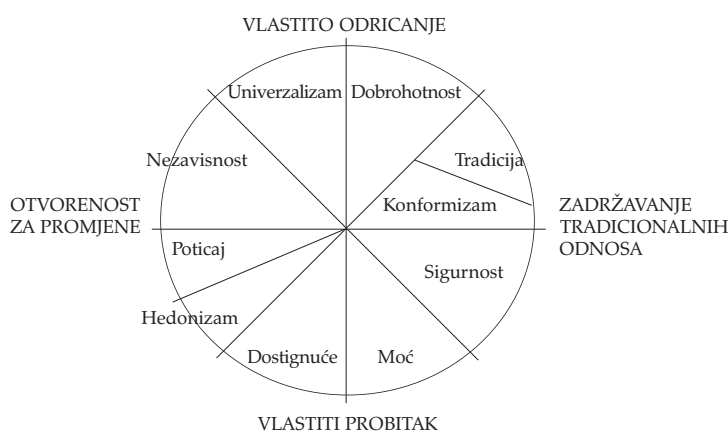 VLASTITO ODRICANJE
Univerzalizam
Dobrohotnost
Nezavisnost
Tradicija
OTVORENOST
ZA PROMJENE
Konformizam
ZADRŽAVANJE
TRADICIONALNIH
ODNOSA
Poticaj
Sigurnost
Hedonizam
Dostignuće
Moć
VLASTITI PROBITAK